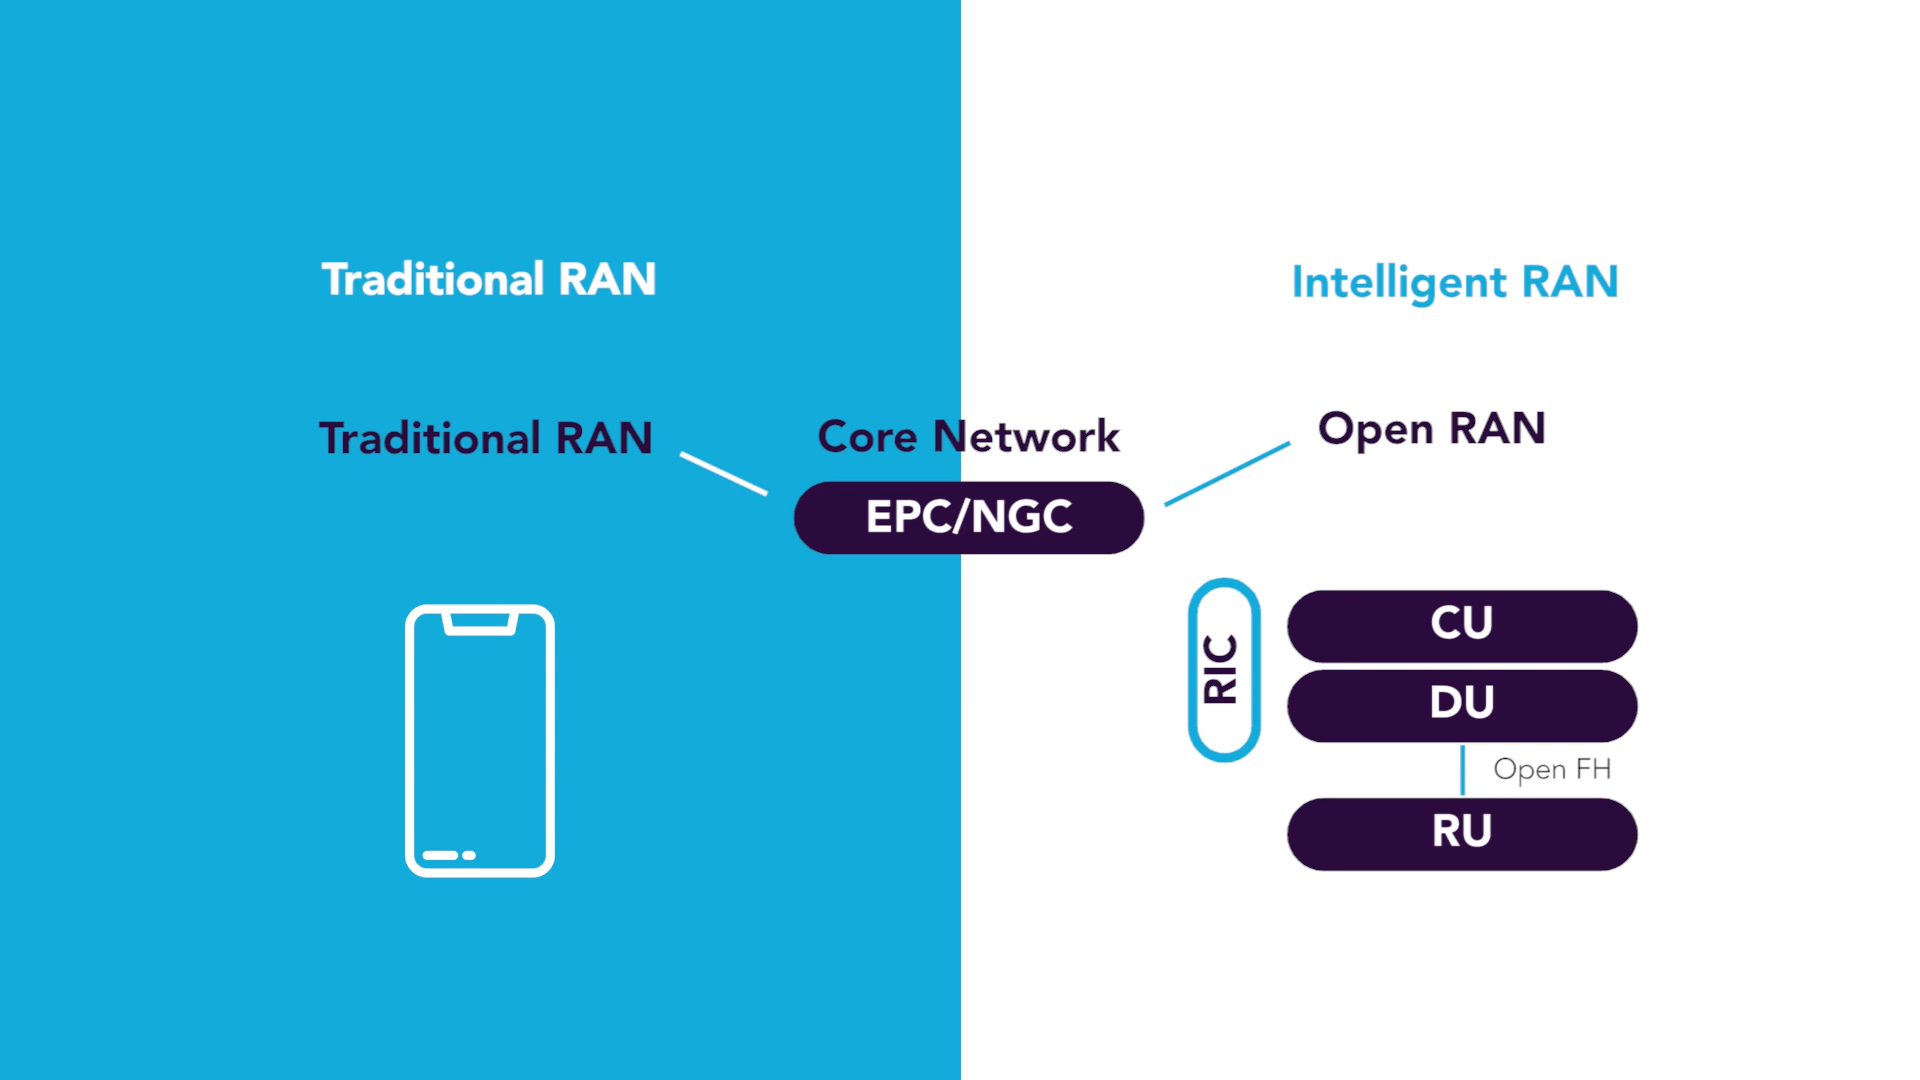 Traditional RAN
Intelligent RAN
Traditional RAN
Core Network
Open RAN
EPC/NGC
RIC
CU
DU
Open FH
RU